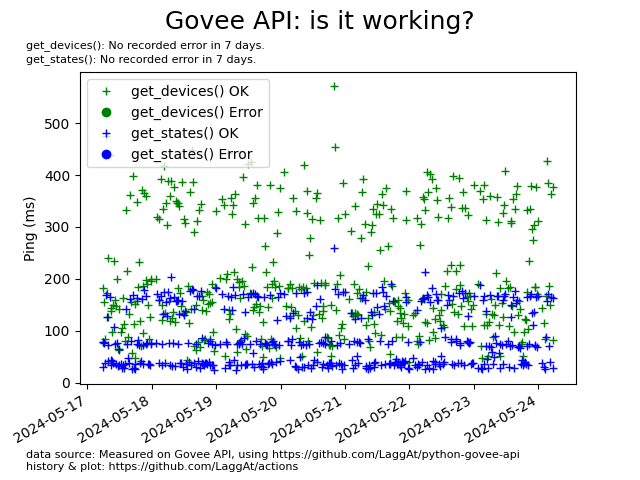 Govee API: is it working?
get_devices(): No recorded error in 7 days.
get_states(): No recorded error in 7 days.
get_devices() OK
get_devices() Error
get_states() OK
get_states() Error
Ping (ms)
500
400
300
200
100
0
2024-05-17
2024-05-18
2024-05-19
2024-05-20
2024-05-21
2024-05-22
2024-05-23
2024-05-24
data source: Measured on Govee API, using https://github.com/LaggAt/python-govee-api
history & plot: https://github.com/LaggAt/actions